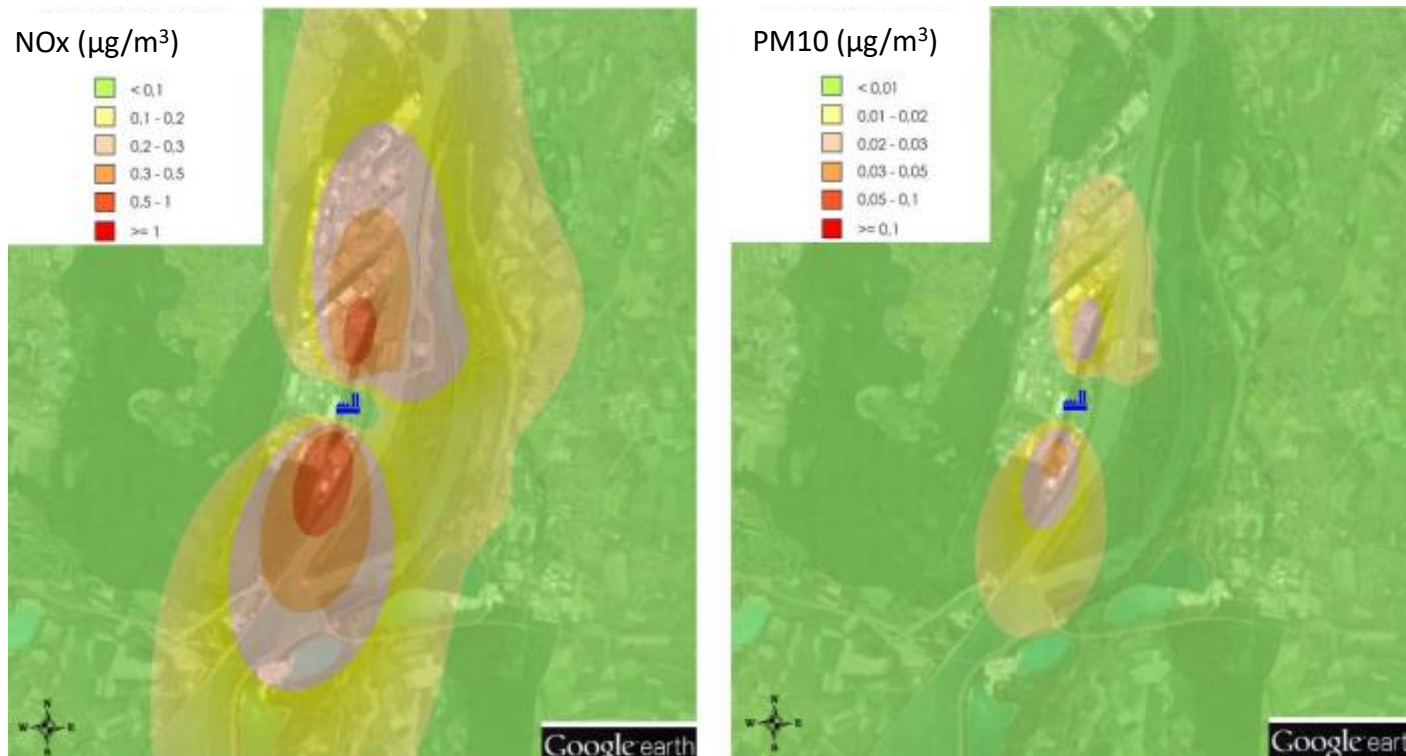 NOx (µg/m³)
< 0,1
0,1 - 0,2
0,2 - 0,3
0,3 - 0,5
0,5 - 1
>= 1
N
W E
S
Google earth
PM10 (µg/m³)
< 0,01
0,01 - 0,02
0,02 - 0,03
0,03 - 0,05
0,05 - 0,1
>= 0,1
N
W E
S
Google eart